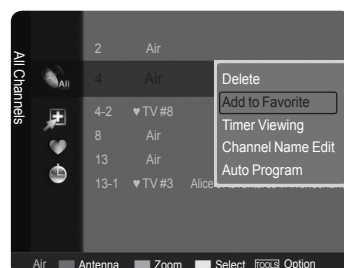 All Channels
All
2 Air
4 Air
4-2 ♥ TV #8
8 Air
13 Air
13-1 ♥ TV #3 Alice
Delete
Add to Favorite
Timer Viewing
Channel Name Edit
Auto Program
Air Antenna Zoom Select TOOLS Option